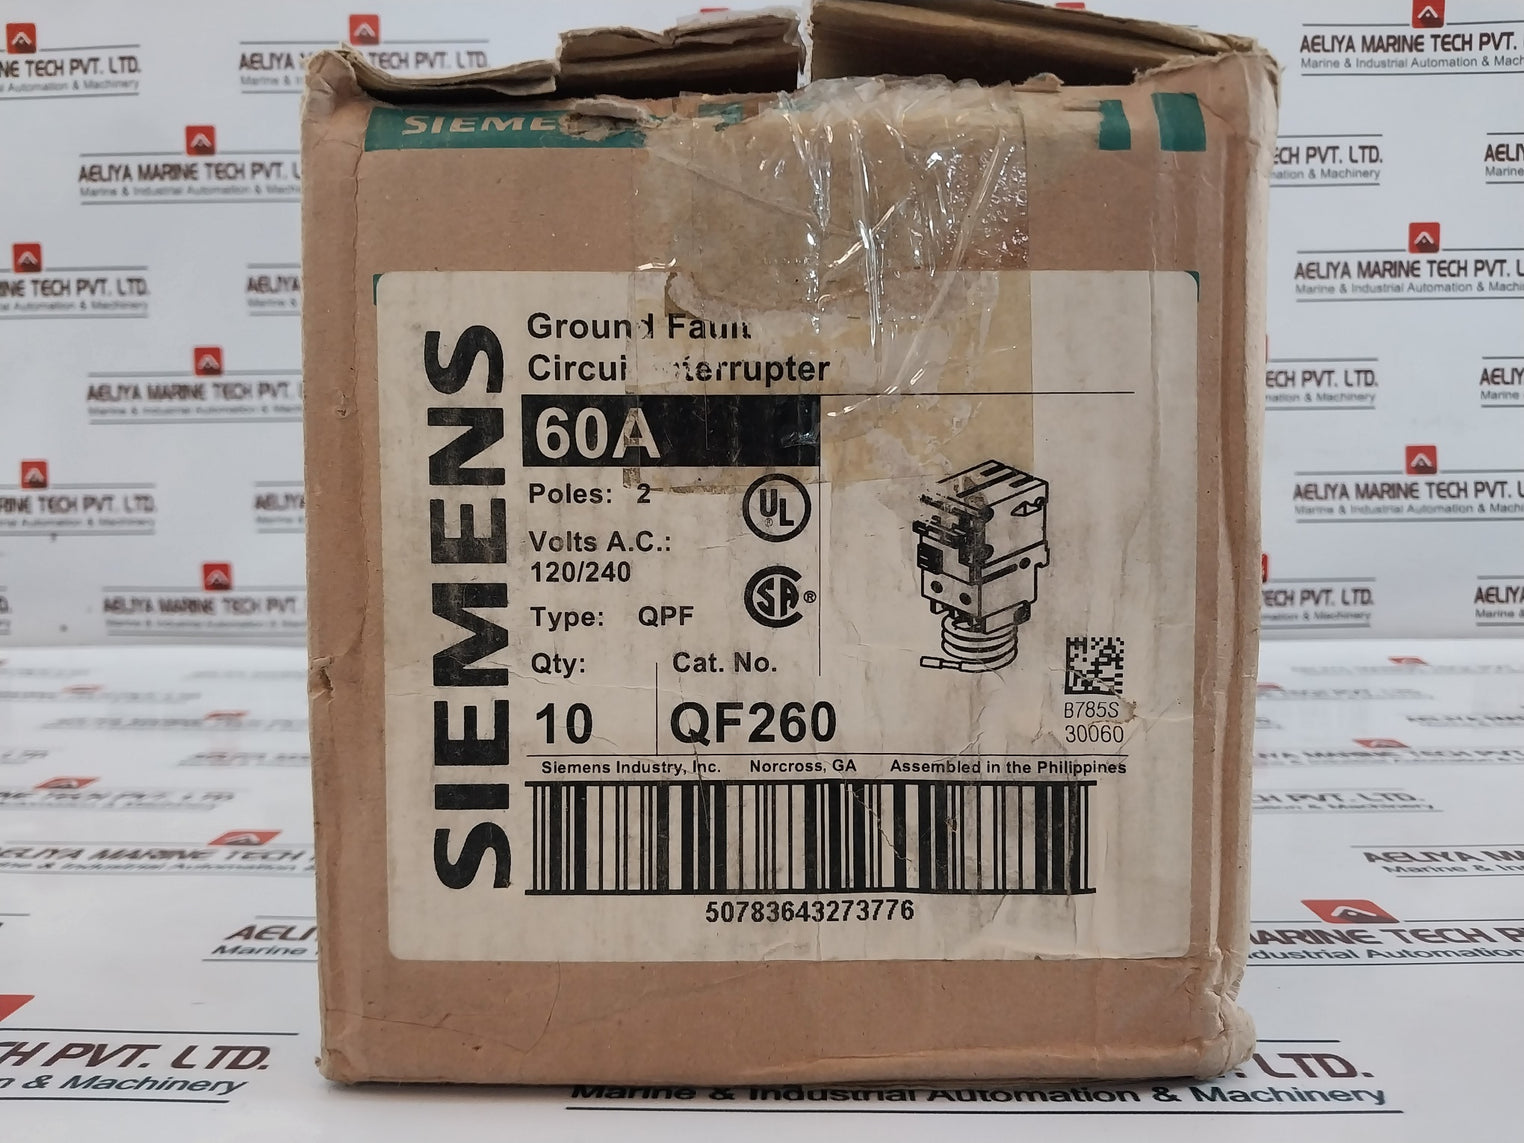 SIEMENS
Ground Fault
Circuit Interrupter
60A
Poles: 2
Volts A.C.:
120/240
Type: QPF
UL
SA®
Qty:
10
Cat. No.
QF260
B785S
30060
Siemens Industry, Inc. Norcross, GA Assembled in the Philippines
50783643273776
SIEMENS
AELIYA MARINE TECH PVT. LTD.
Marine & Industrial Automation & Machinery